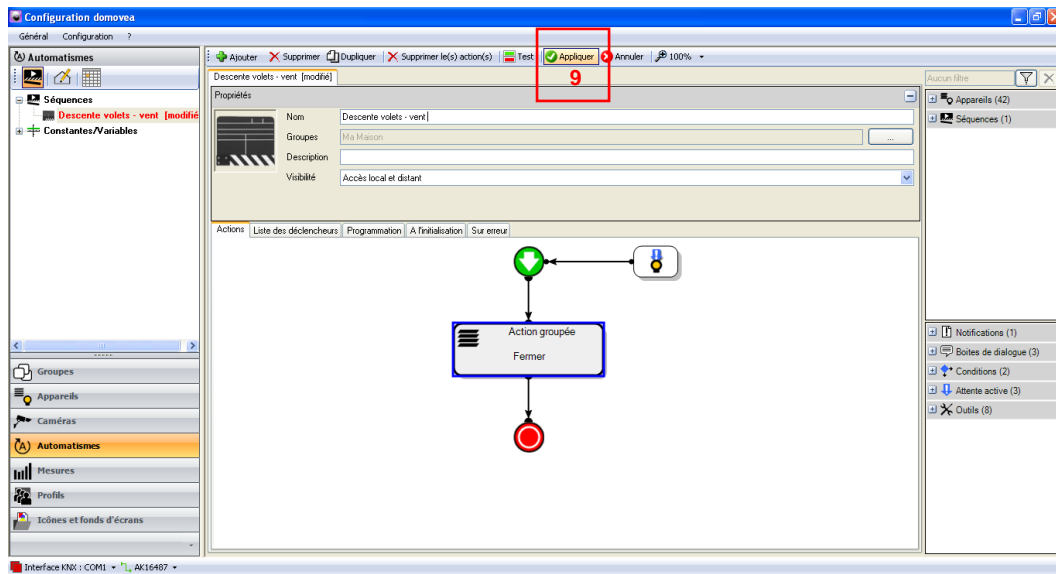 Configuration domovea
Général Configuration ?
Automatismes
Ajouter Supprimer Dupliquer Supprimer le(s) action(s) Test Appliquer Annuler 100%
9
Séquences
Descente volets - vent [modifié
Constantes/Variables
Descente volets - vent [modifié]
Propriétés
Nom Descente volets - vent
Groupes Ma Maison ...
Description
Visibilité Accès local et distant
Actions Liste des déclencheurs Programmation A l'initialisation Sur erreur
Action groupée
Fermer
Aucun filtre
Appareils (42)
Séquences (1)
Notifications (1)
Boites de dialogue (3)
Conditions (2)
Attente active (3)
Outils (8)
Groupes
Appareils
Caméras
Automatismes
Mesures
Profils
Icônes et fonds d'écrans
Interface KNX : COM1 AK16487